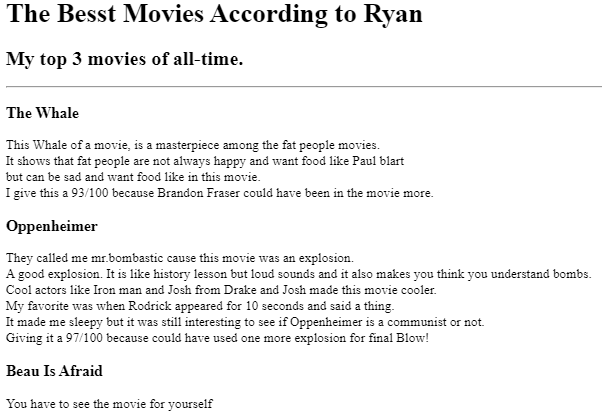 The Besst Movies According to Ryan
My top 3 movies of all-time.
The Whale
This Whale of a movie, is a masterpiece among the fat people movies.
It shows that fat people are not always happy and want food like Paul blart
but can be sad and want food like in this movie.
I give this a 93/100 because Brandon Fraser could have been in the movie more.
Oppenheimer
They called me mr.bombastic cause this movie was an explosion.
A good explosion. It is like history lesson but loud sounds and it also makes you think you understand bombs.
Cool actors like Iron man and Josh from Drake and Josh made this movie cooler.
My favorite was when Rodrick appeared for 10 seconds and said a thing.
It made me sleepy but it was still interesting to see if Oppenheimer is a communist or not.
Giving it a 97/100 because could have used one more explosion for final Blow!
Beau Is Afraid
You have to see the movie for yourself